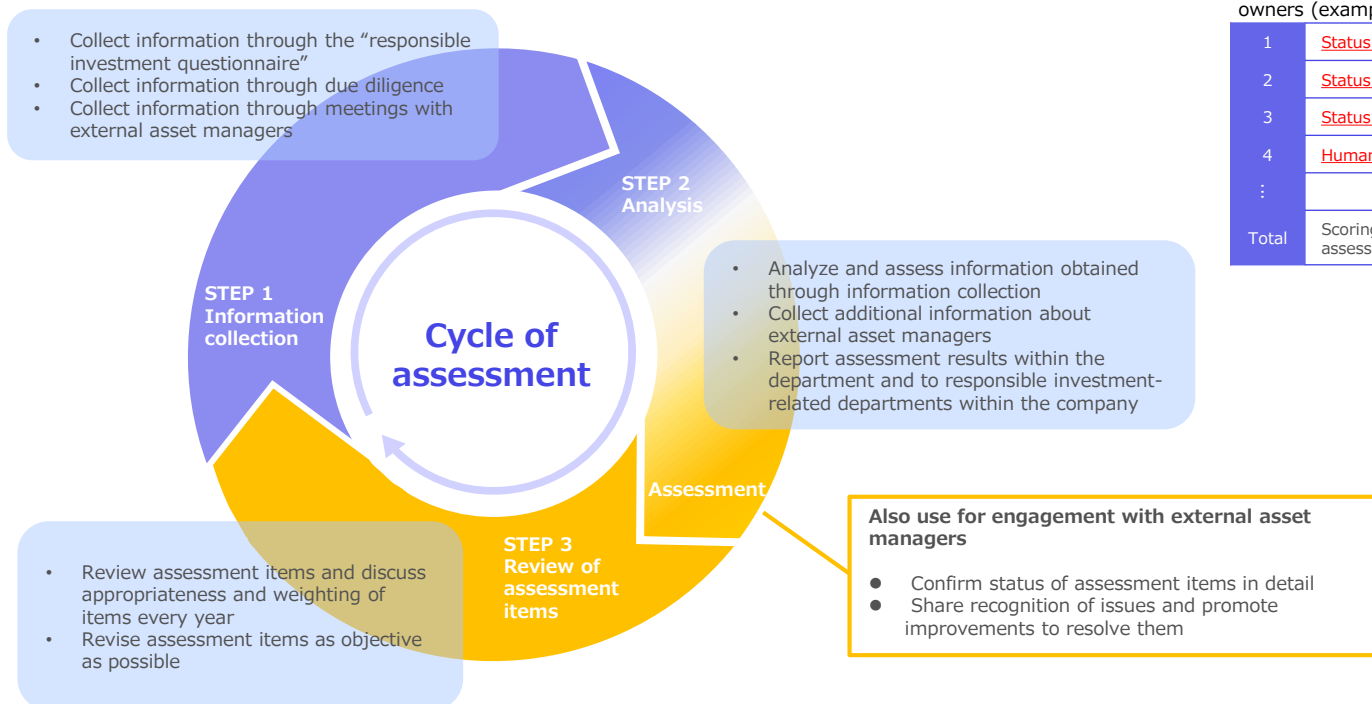 • Collect information through the “responsible
investment questionnaire”
• Collect information through due diligence
• Collect information through meetings with
external asset managers
owners (examp
1 Status
2 Status
3 Status
4 Human
⋮
Total Scoring
assess
STEP 2
Analysis
STEP 1
Information
collection
Cycle of
assessment
• Analyze and assess information obtained
through information collection
• Collect additional information about
external asset managers
• Report assessment results within the
department and to responsible investment-
related departments within the company
Assessment
Also use for engagement with external asset
managers
● Confirm status of assessment items in detail
● Share recognition of issues and promote
improvements to resolve them
STEP 3
Review of
assessment
items
• Review assessment items and discuss
appropriateness and weighting of
items every year
• Revise assessment items as objective
as possible